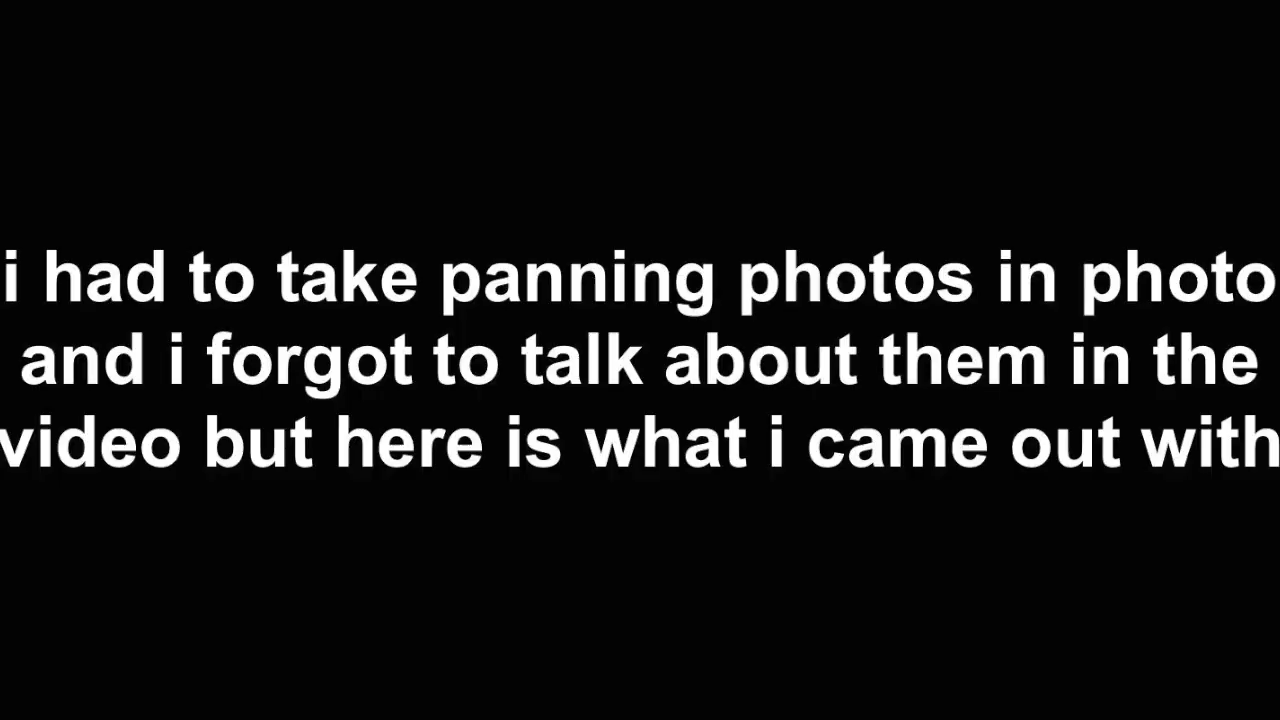 i had to take panning photos in photo
and i forgot to talk about them in the
video but here is what i came out with